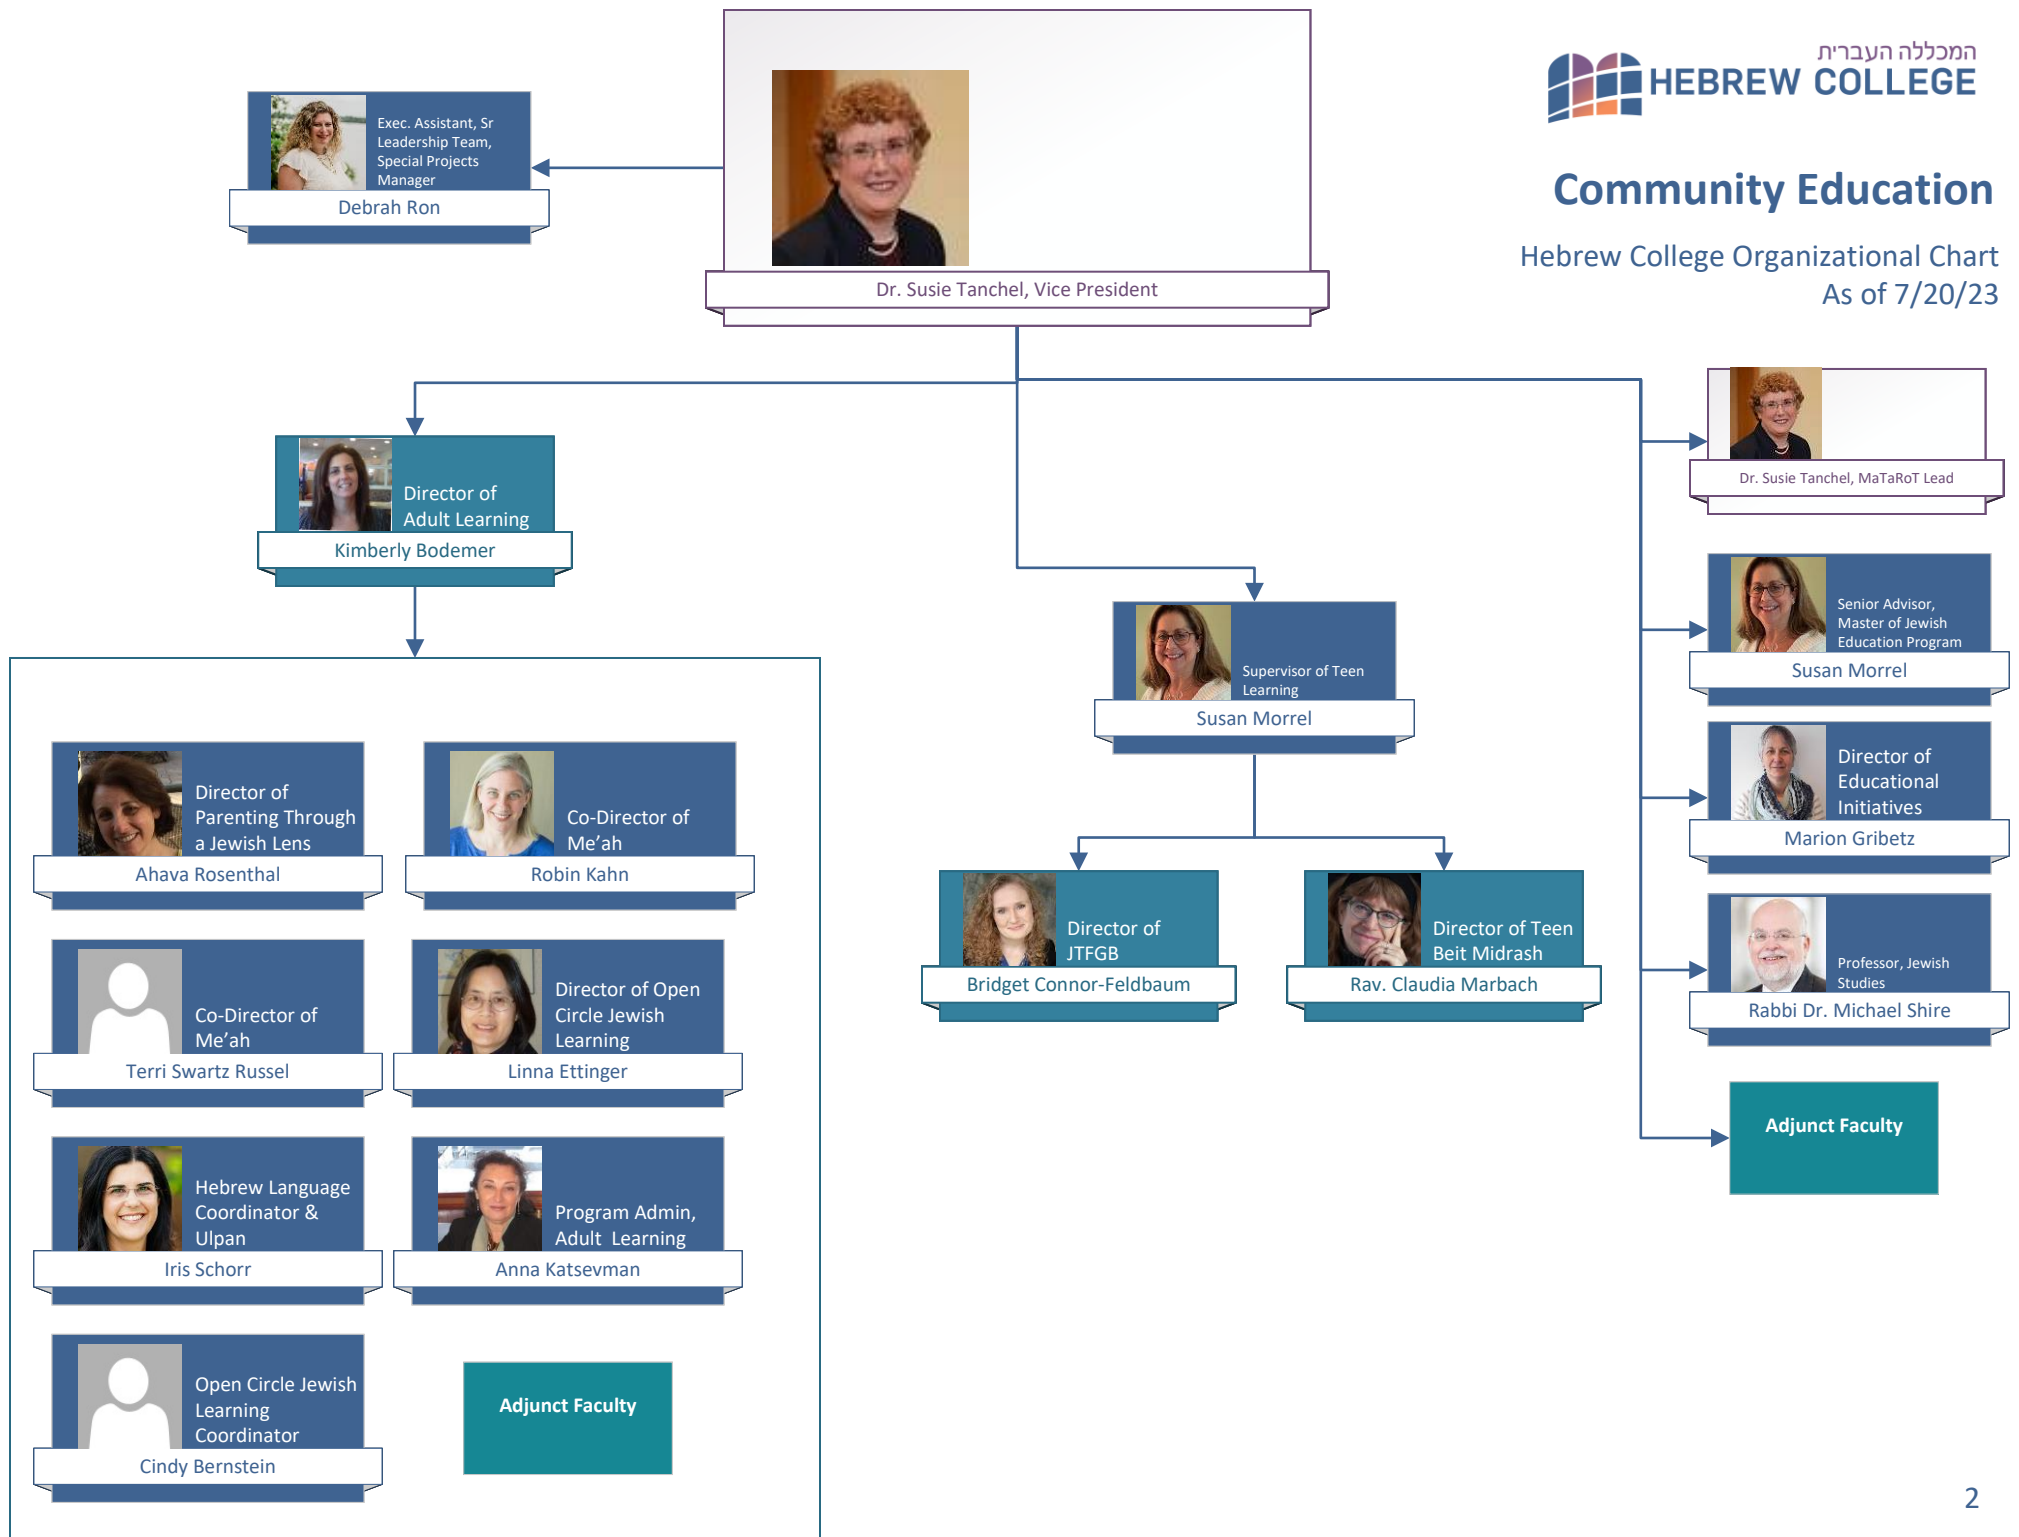 המכללה העברית
HEBREW COLLEGE
Community Education
Hebrew College Organizational Chart
As of 7/20/23
Exec. Assistant, Sr
Leadership Team,
Special Projects
Manager
Debrah Ron
Dr. Susie Tanchel, Vice President
Director of
Adult Learning
Kimberly Bodemer
Director of
Parenting Through
a Jewish Lens
Ahava Rosenthal
Co-Director of
Me’ah
Robin Kahn
Co-Director of
Me’ah
Terri Swartz Russel
Director of Open
Circle Jewish
Learning
Linna Ettinger
Hebrew Language
Coordinator &
Ulpan
Iris Schorr
Program Admin,
Adult Learning
Anna Katsevman
Open Circle Jewish
Learning
Coordinator
Cindy Bernstein
Adjunct Faculty
Supervisor of Teen
Learning
Susan Morrel
Director of
JTFGB
Bridget Connor-Feldbaum
Director of Teen
Beit Midrash
Rav. Claudia Marbach
Dr. Susie Tanchel, MaTaRoT Lead
Senior Advisor,
Master of Jewish
Education Program
Susan Morrel
Director of
Educational
Initiatives
Marion Gribetz
Professor, Jewish
Studies
Rabbi Dr. Michael Shire
Adjunct Faculty
2